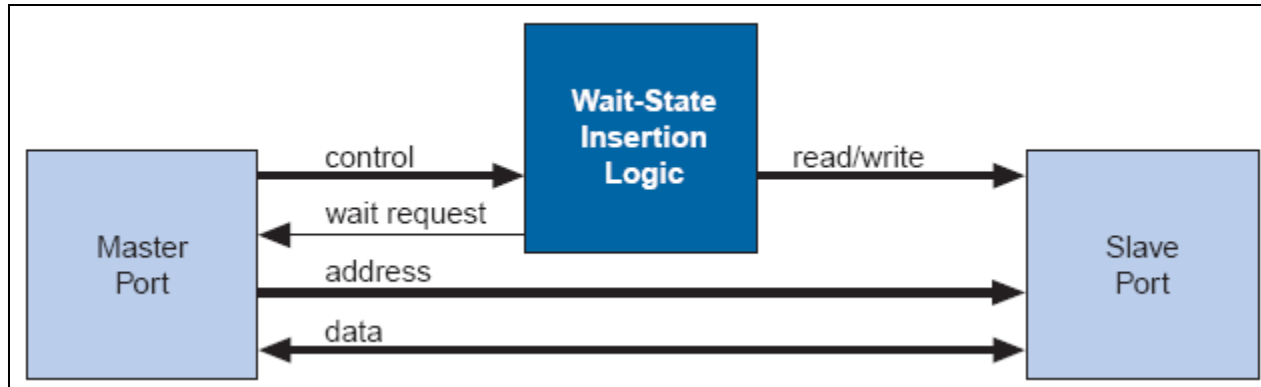 Wait-State
Insertion
Logic
control
read/write
wait request
Master
Port
address
Slave
Port
data